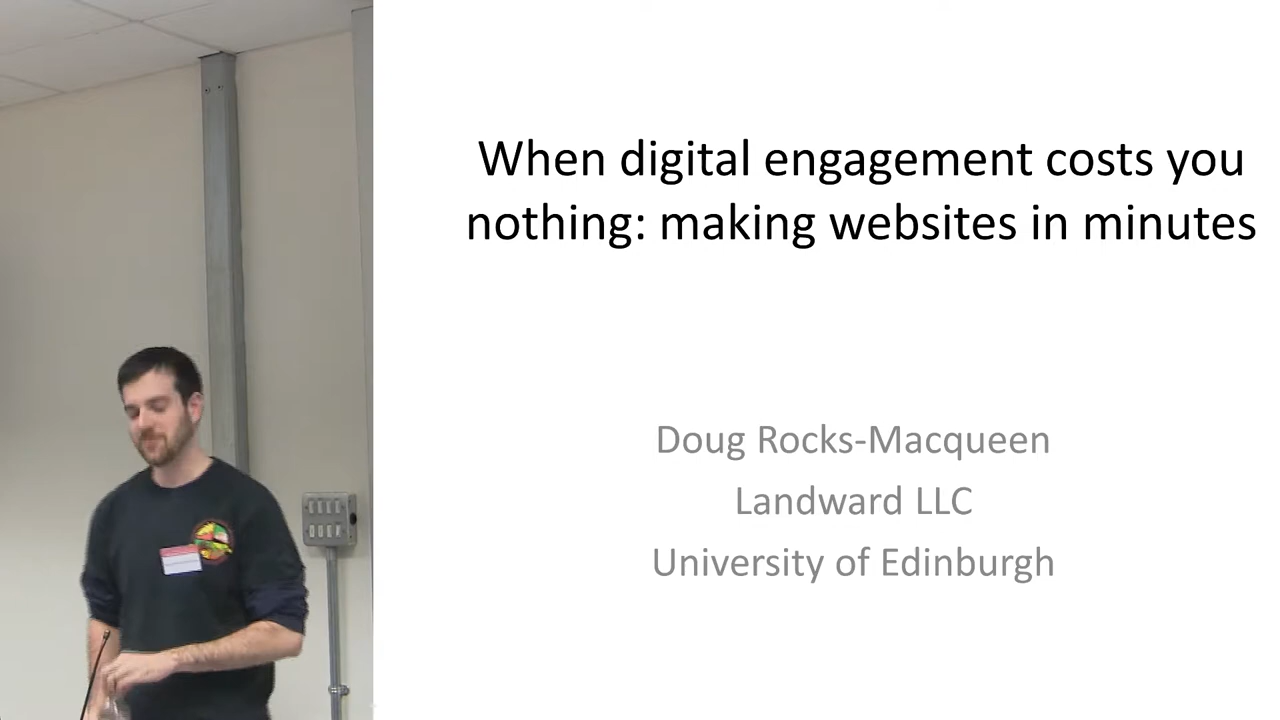 When digital engagement costs you
nothing: making websites in minutes
Doug Rocks-Macqueen
Landward LLC
University of Edinburgh